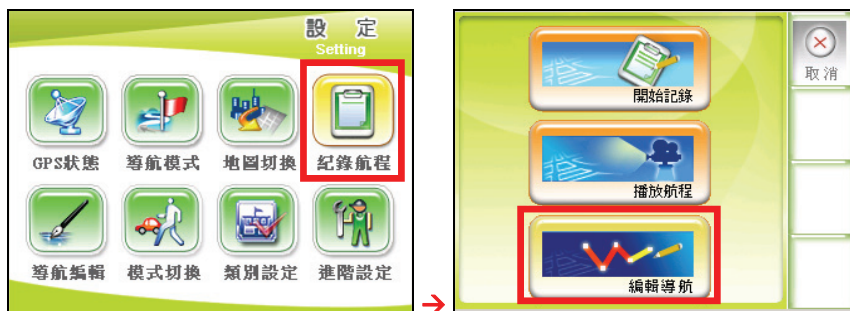 設 定
Setting
GPS狀態 導航模式 地圖切換 紀錄航程
導航編輯 模式切換 類別設定 進階設定
→
開始記錄
播放航程
編輯導航
取消